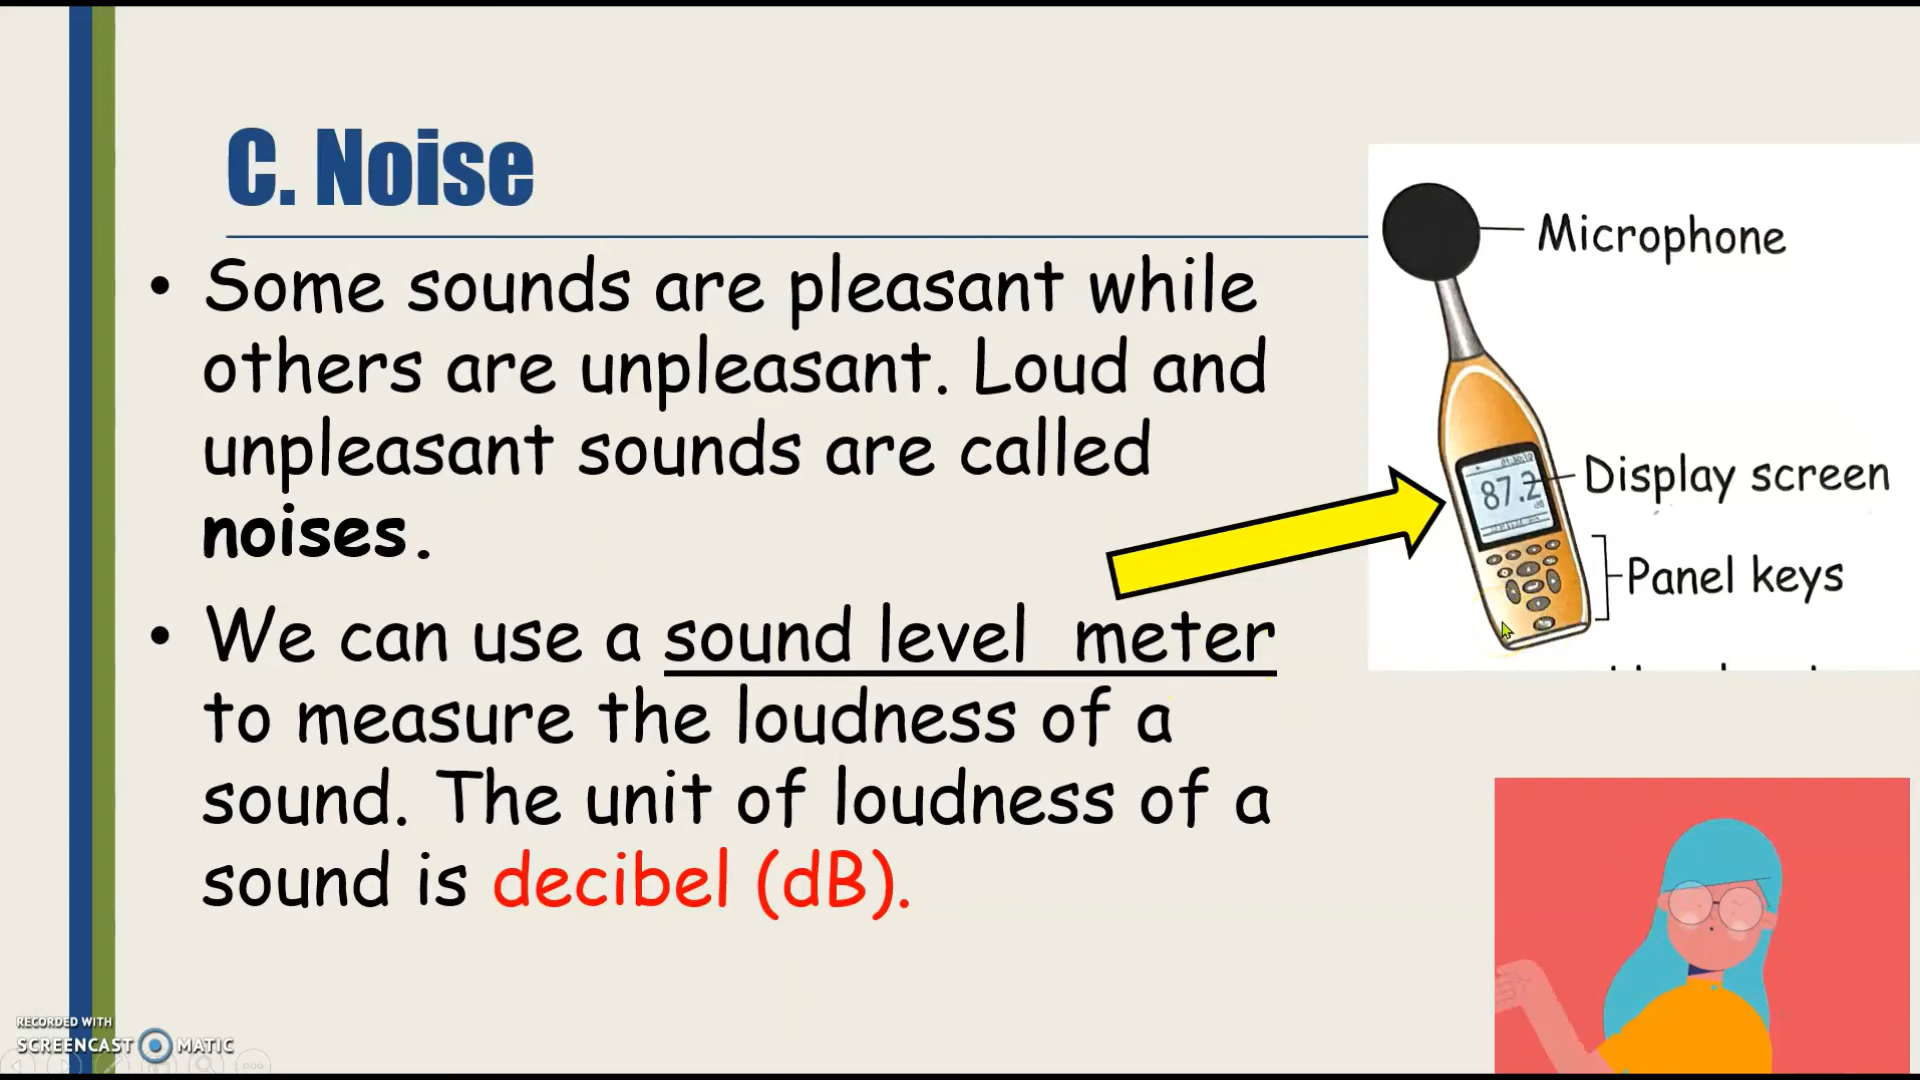 C. Noise
• Some sounds are pleasant while
others are unpleasant. Loud and
unpleasant sounds are called
noises.
• We can use a sound level meter
to measure the loudness of a
sound. The unit of loudness of a
sound is decibel (dB).
Microphone
87.2
dB
Display screen
Panel keys
RECORDED WITH
SCREENCAST MATIC